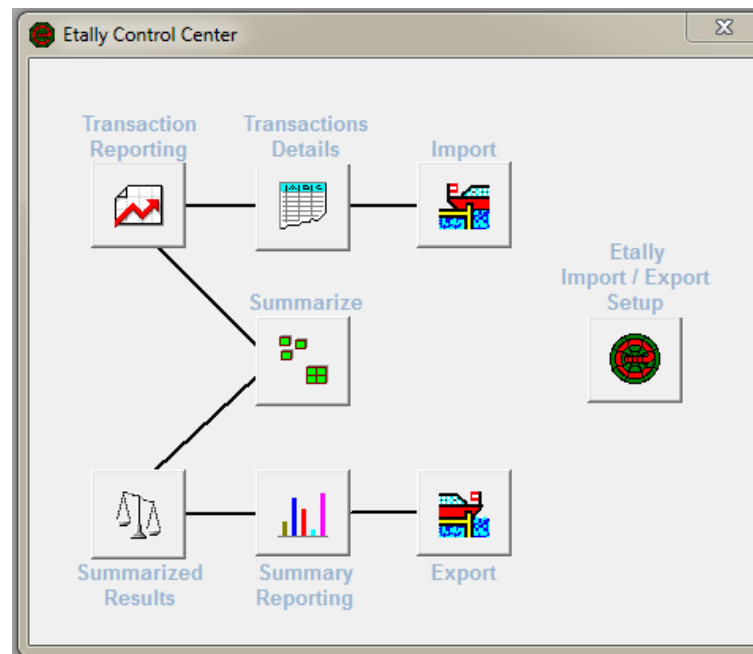 Etally Control Center
Transaction
Reporting
Transactions
Details
Import
Etally
Import / Export
Setup
Summarize
Summarized
Results
Summary
Reporting
Export